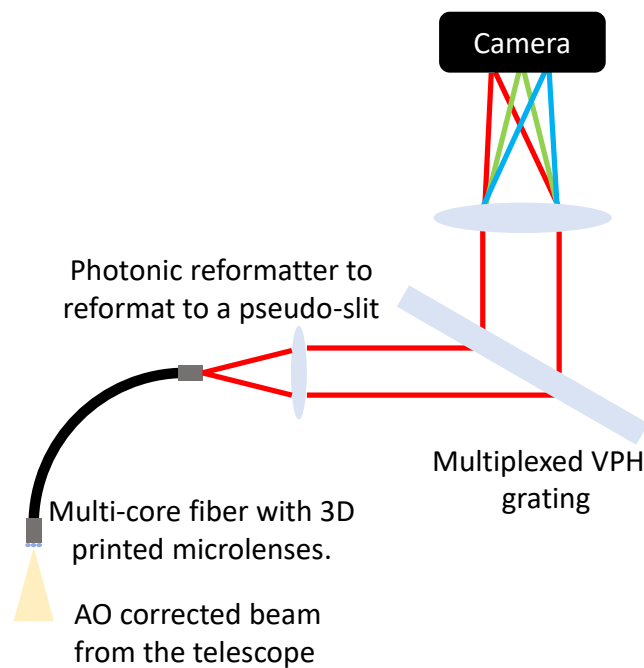 Camera
Photonic reformatter to
reformat to a pseudo-slit
Multiplexed VPH
grating
Multi-core fiber with 3D
printed microlenses.
AO corrected beam
from the telescope